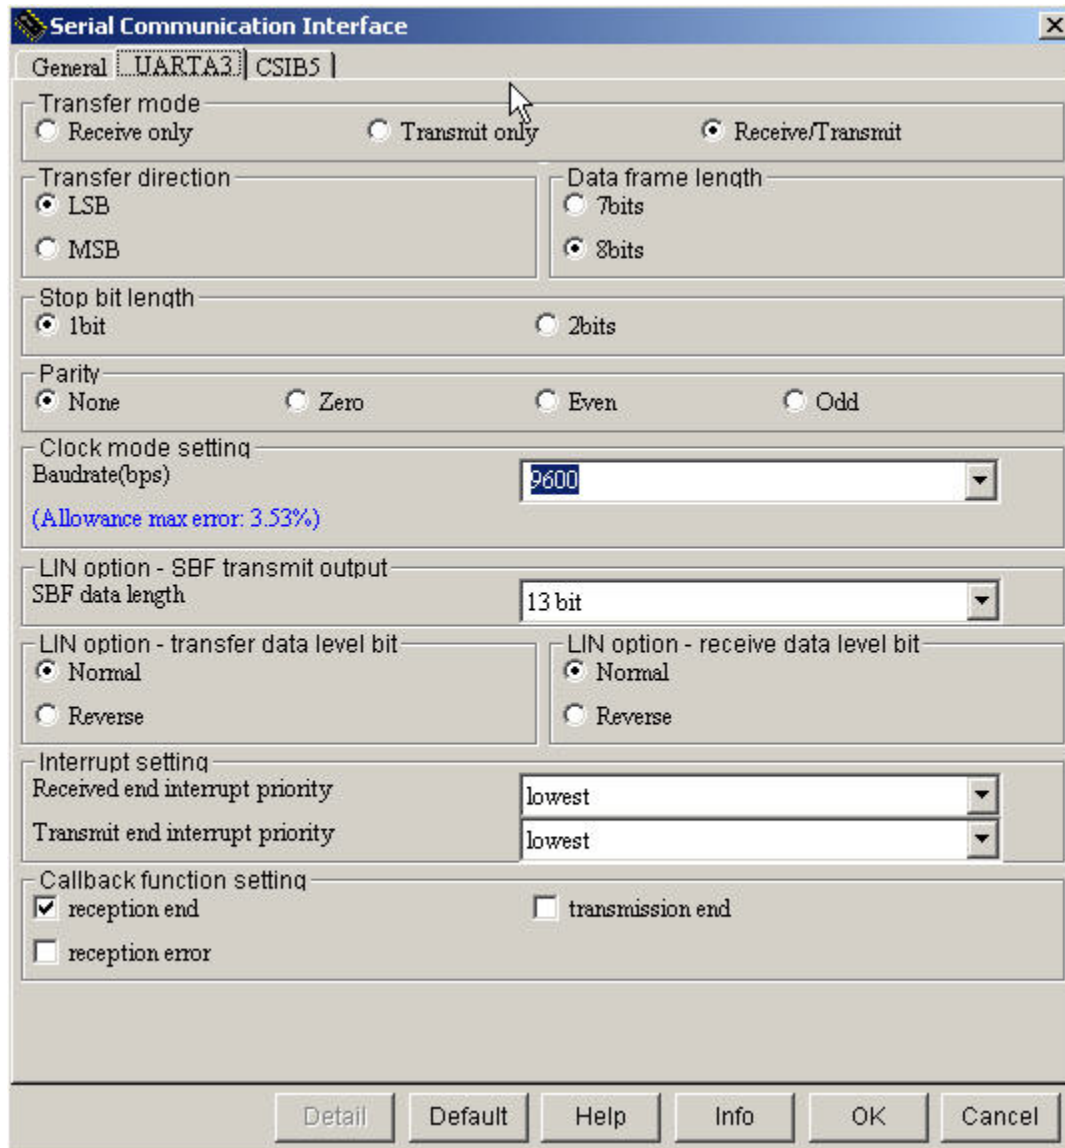 Serial Communication Interface
General UARTA3 CSIB5
Transfer mode
Receive only Transmit only Receive/Transmit
Transfer direction Data frame length
LSB 7bits
MSB 8bits
Stop bit length
1bit 2bits
Parity
None Zero Even Odd
Clock mode setting
Baudrate(bps) 9600
(Allowance max error: 3.53%)
LIN option - SBF transmit output
SBF data length 13 bit
LIN option - transfer data level bit LIN option - receive data level bit
Normal Normal
Reverse Reverse
Interrupt setting
Received end interrupt priority lowest
Transmit end interrupt priority lowest
Callback function setting
reception end transmission end
reception error
Detail Default Help Info OK Cancel